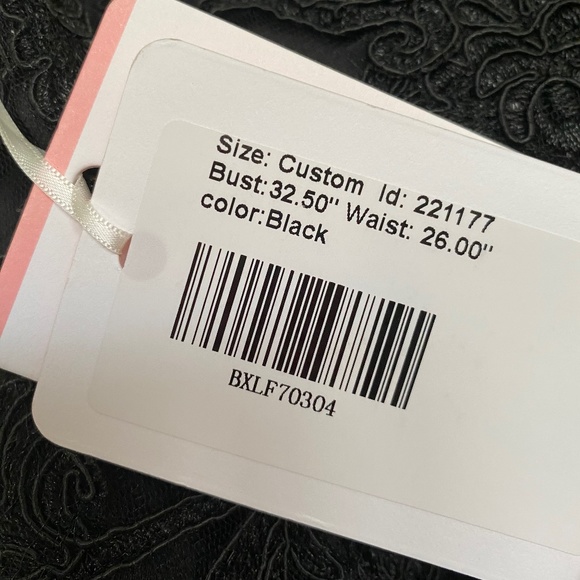 Size: Custom Id: 221177
Bust:32.50" Waist: 26.00"
color:Black
BXLF70304